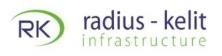 RK
radius - kelit
infrastructure